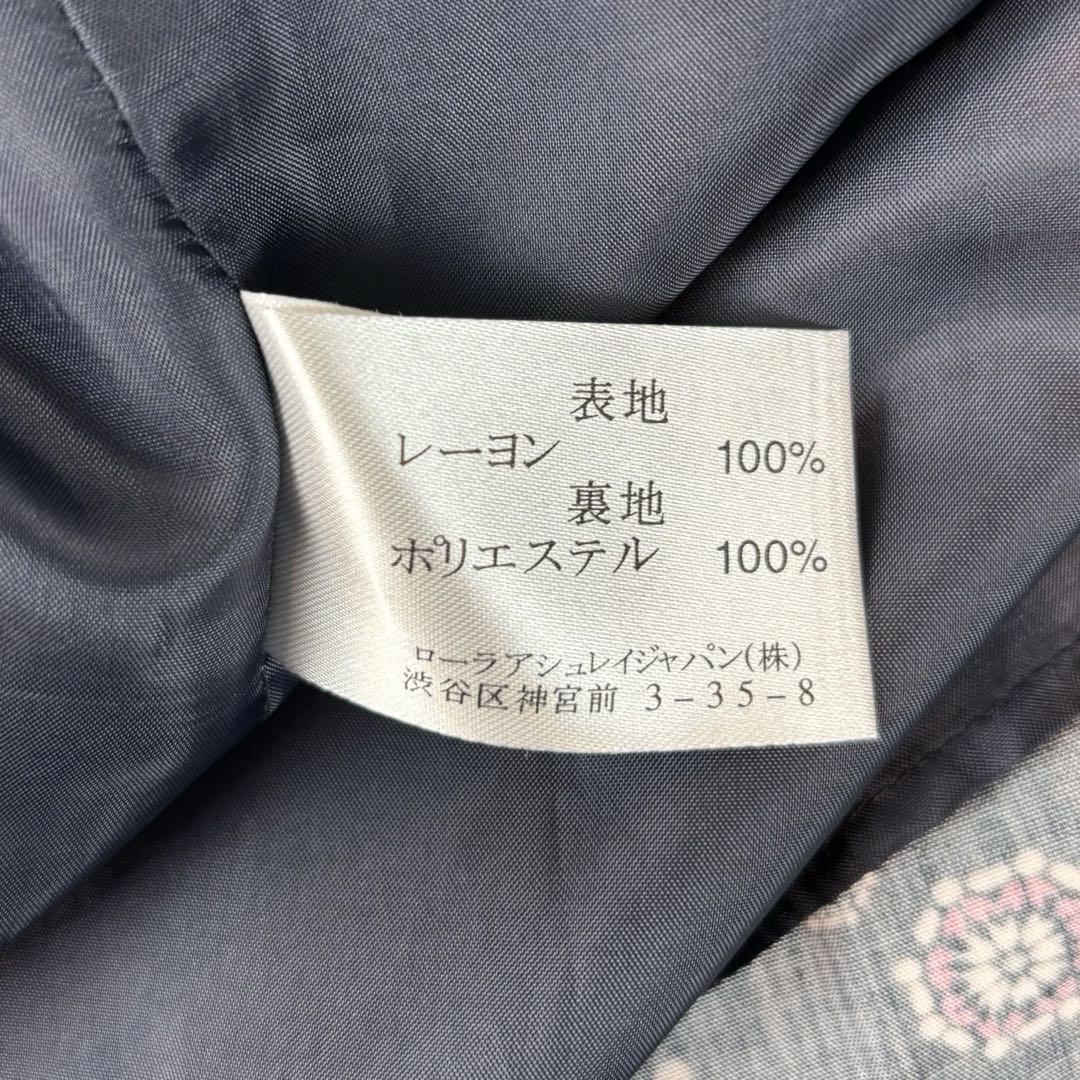 表地
レーヨン 100%
裏地
ポリエステル 100%
ローラアシュレイジャパン(株)
渋谷区神宮前 3-35-8